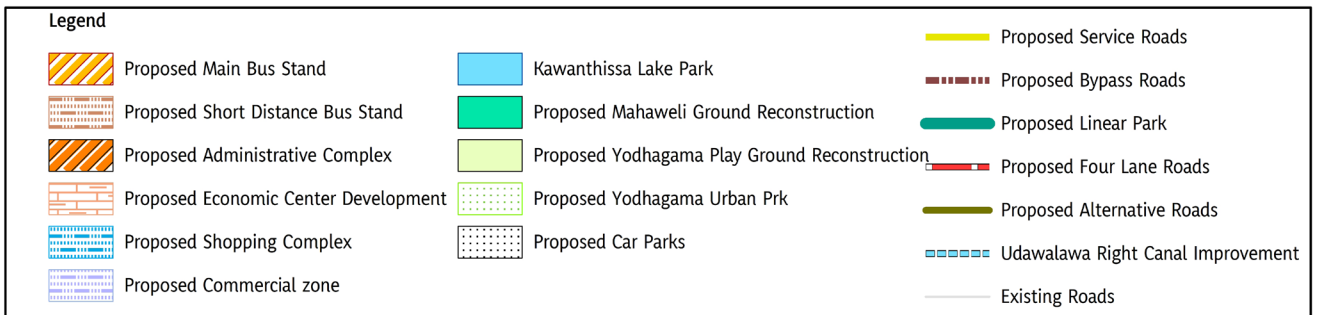 Legend
Proposed Main Bus Stand
Proposed Short Distance Bus Stand
Proposed Administrative Complex
Proposed Economic Center Development
Proposed Shopping Complex
Proposed Commercial zone
Kawanthissa Lake Park
Proposed Mahaweli Ground Reconstruction
Proposed Yodhagama Play Ground Reconstruction
Proposed Yodhagama Urban Prk
Proposed Car Parks
Proposed Service Roads
Proposed Bypass Roads
Proposed Linear Park
Proposed Four Lane Roads
Proposed Alternative Roads
Udawalawa Right Canal Improvement
Existing Roads